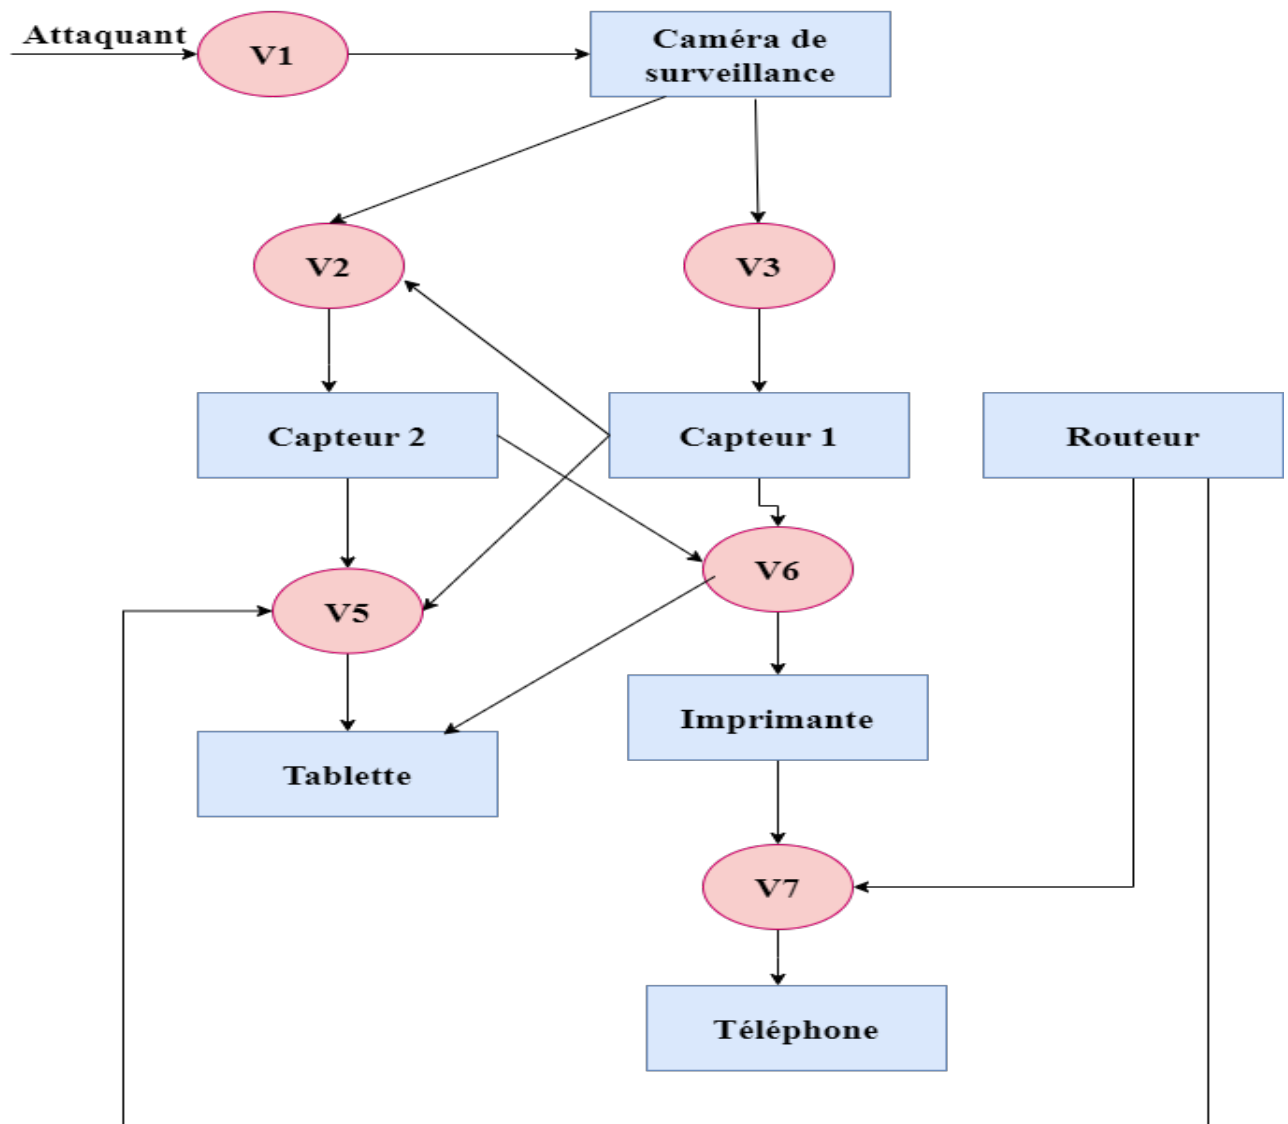 Attaquant
V1
Caméra de
surveillance
V2
V3
Capteur 2
Capteur 1
Routeur
V5
V6
Imprimante
Tablette
V7
Téléphone